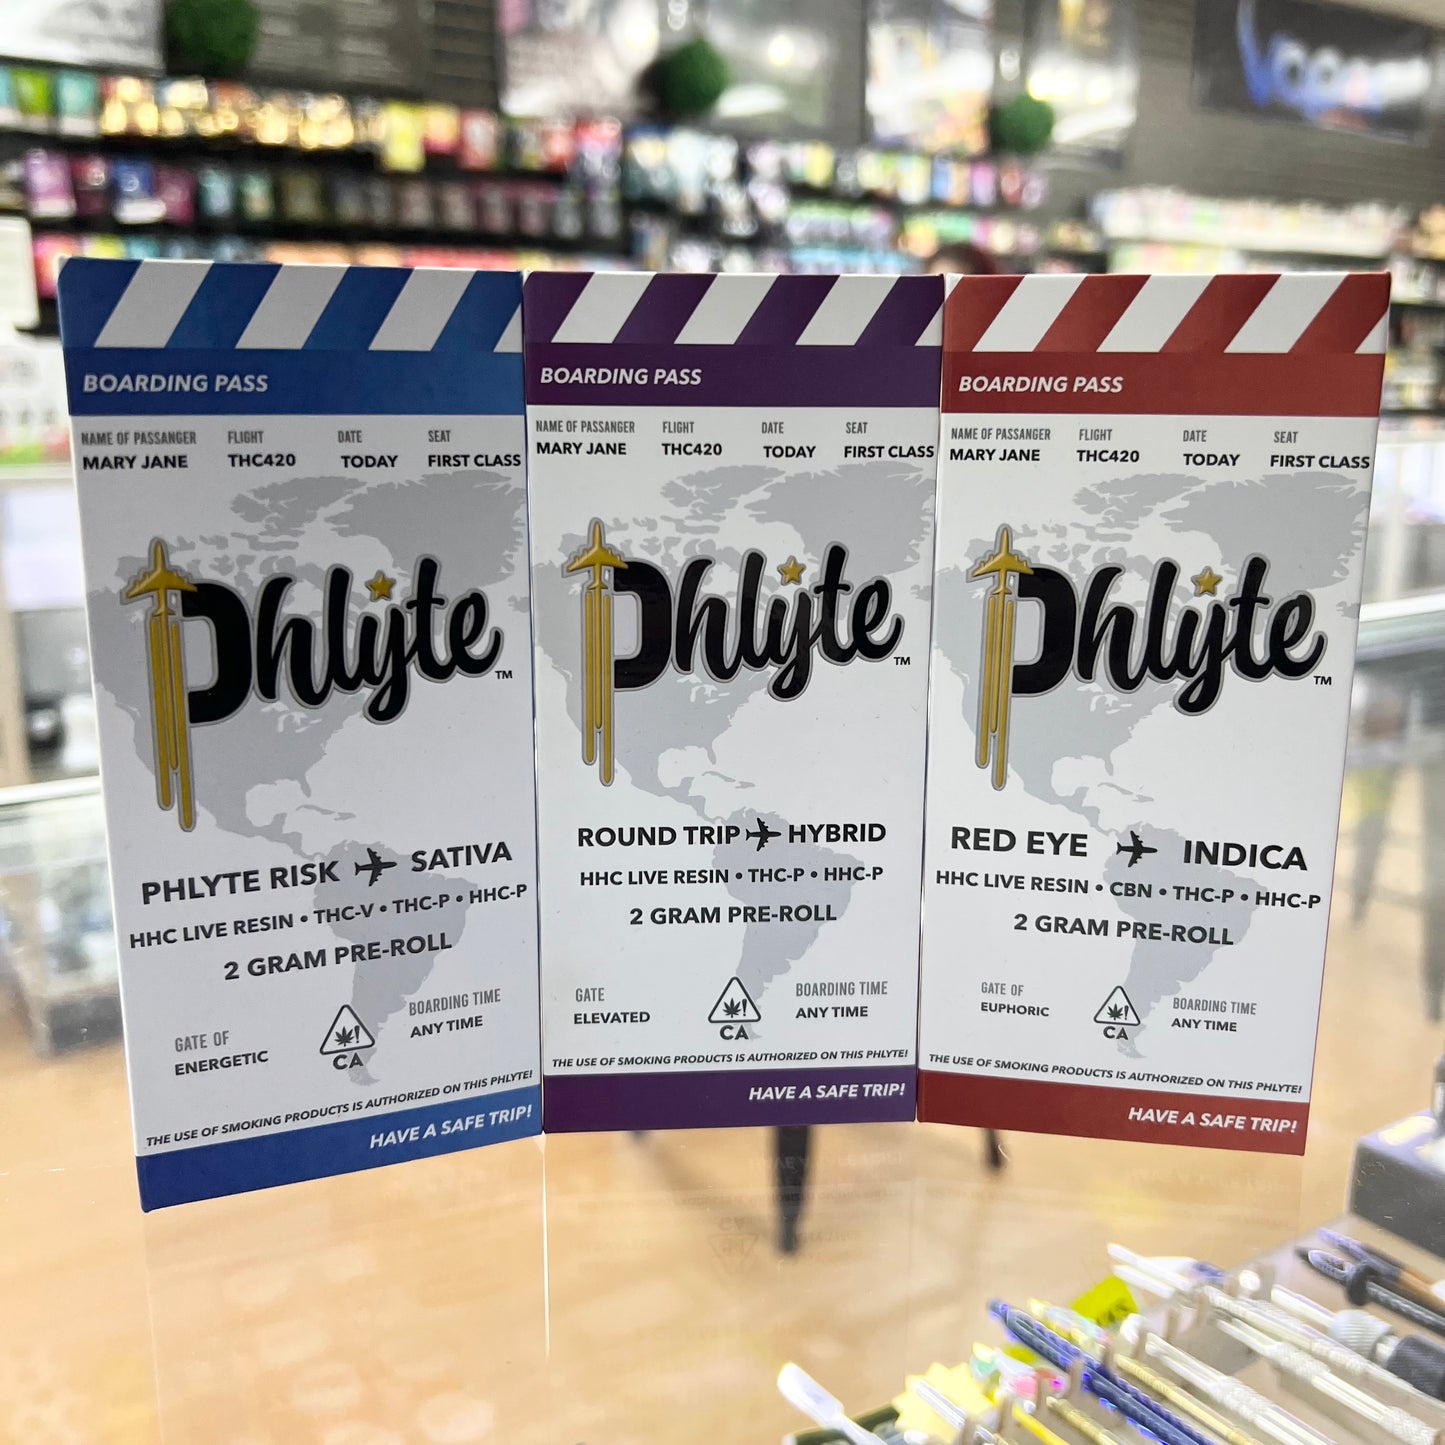 BOARDING PASS
NAME OF PASSANGER FLIGHT DATE SEAT
MARY JANE THC420 TODAY FIRST CLASS
Phlyte™
PHLYTE RISK SATIVA
HHC LIVE RESIN • THC-V • THC-P • HHC-P
2 GRAM PRE-ROLL
GATE OF BOARDING TIME
ENERGETIC ANY TIME
CA
THE USE OF SMOKING PRODUCTS IS AUTHORIZED ON THIS PHLYTE!
HAVE A SAFE TRIP!
BOARDING PASS
NAME OF PASSANGER FLIGHT DATE SEAT
MARY JANE THC420 TODAY FIRST CLASS
Phlyte™
ROUND TRIP HYBRID
HHC LIVE RESIN • THC-P • HHC-P
2 GRAM PRE-ROLL
GATE BOARDING TIME
ELEVATED ANY TIME
CA
THE USE OF SMOKING PRODUCTS IS AUTHORIZED ON THIS PHLYTE!
HAVE A SAFE TRIP!
BOARDING PASS
NAME OF PASSANGER FLIGHT DATE SEAT
MARY JANE THC420 TODAY FIRST CLASS
Phlyte™
RED EYE INDICA
HHC LIVE RESIN • CBN • THC-P • HHC-P
2 GRAM PRE-ROLL
GATE OF BOARDING TIME
EUPHORIC ANY TIME
CA
THE USE OF SMOKING PRODUCTS IS AUTHORIZED ON THIS PHLYTE!
HAVE A SAFE TRIP!